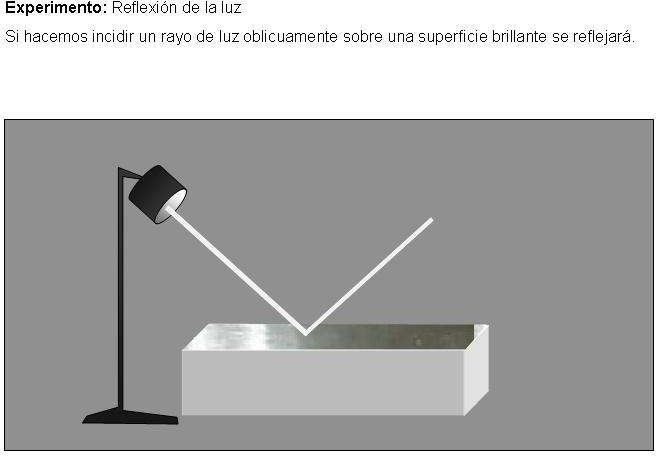 Experimento: Reflexión de la luz
Si hacemos incidir un rayo de luz oblicuamente sobre una superficie brillante se reflejará.